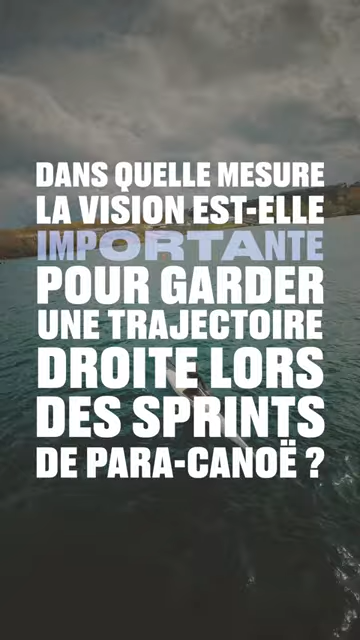 DANS QUELLE MESURE
LA VISION EST-ELLE
IMPORTANTE
POUR GARDER
UNE TRAJECTOIRE
DROITE LORS
DES SPRINTS
DE PARA-CANOË ?